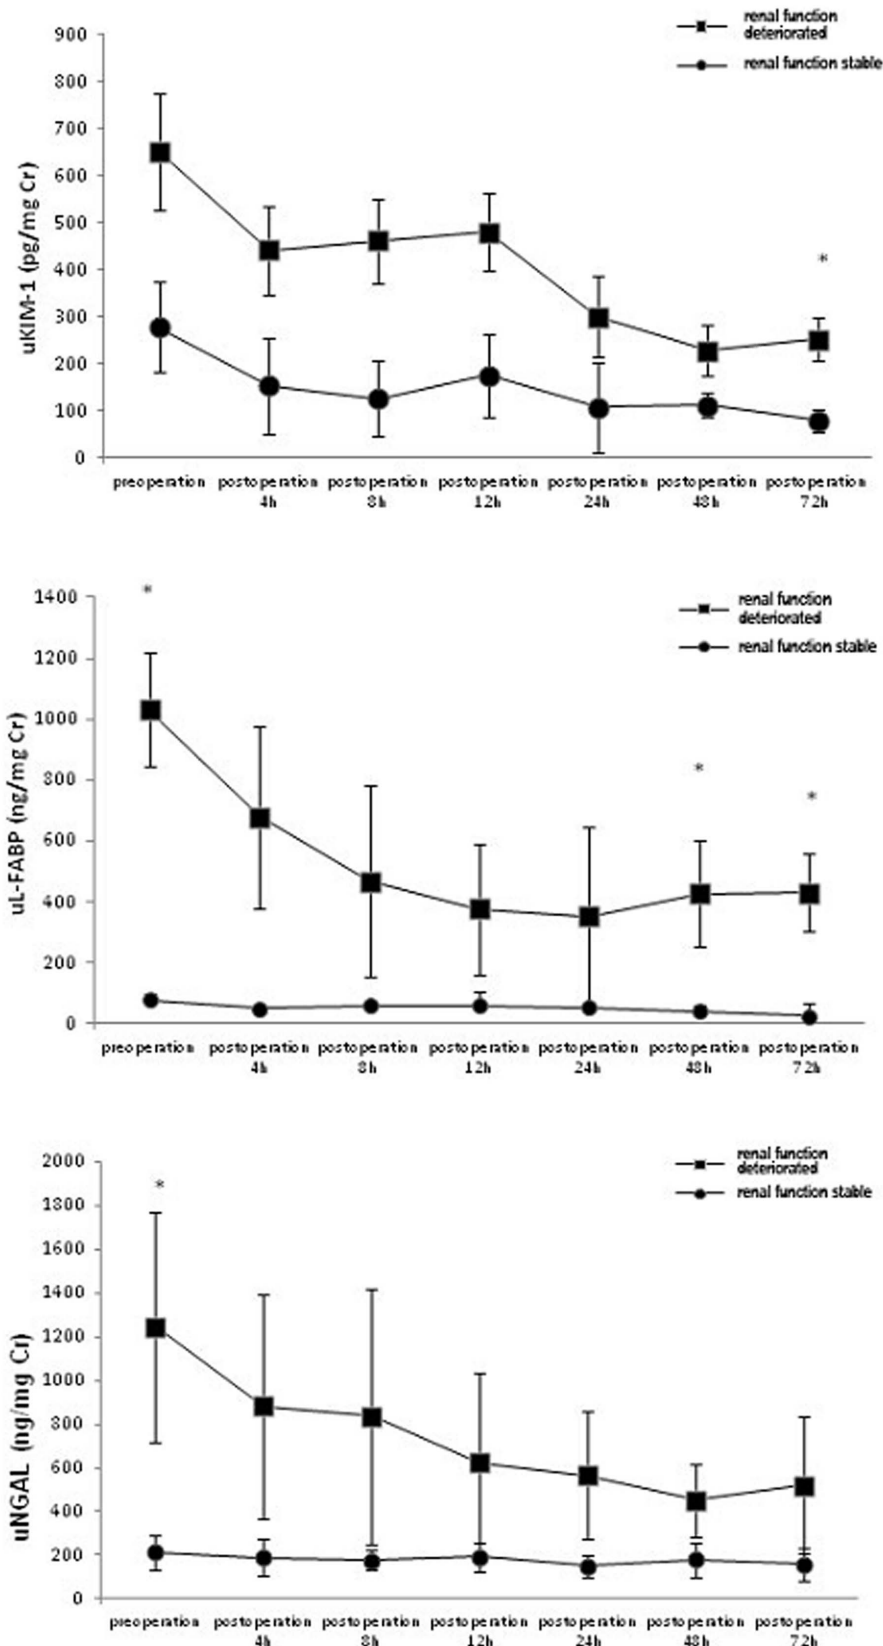 renal function
deteriorated
renal function stable
900
800
700
600
500
400
300
200
100
0
uKIM-1 (pg/mg Cr)
*
preoperation postoperation postoperation postoperation postoperation postoperation postoperation
4h 8h 12h 24h 48h 72h
renal function
deteriorated
renal function stable
1400
1200
1000
800
600
400
200
0
uL-FABP (ng/mg Cr)
*
*
*
preoperation postoperation postoperation postoperation postoperation postoperation postoperation
4h 8h 12h 24h 48h 72h
renal function
deteriorated
renal function stable
2000
1800
1600
1400
1200
1000
800
600
400
200
0
uNGAL (ng/mg Cr)
*
preoperation postoperation postoperation postoperation postoperation postoperation postoperation
4h 8h 12h 24h 48h 72h